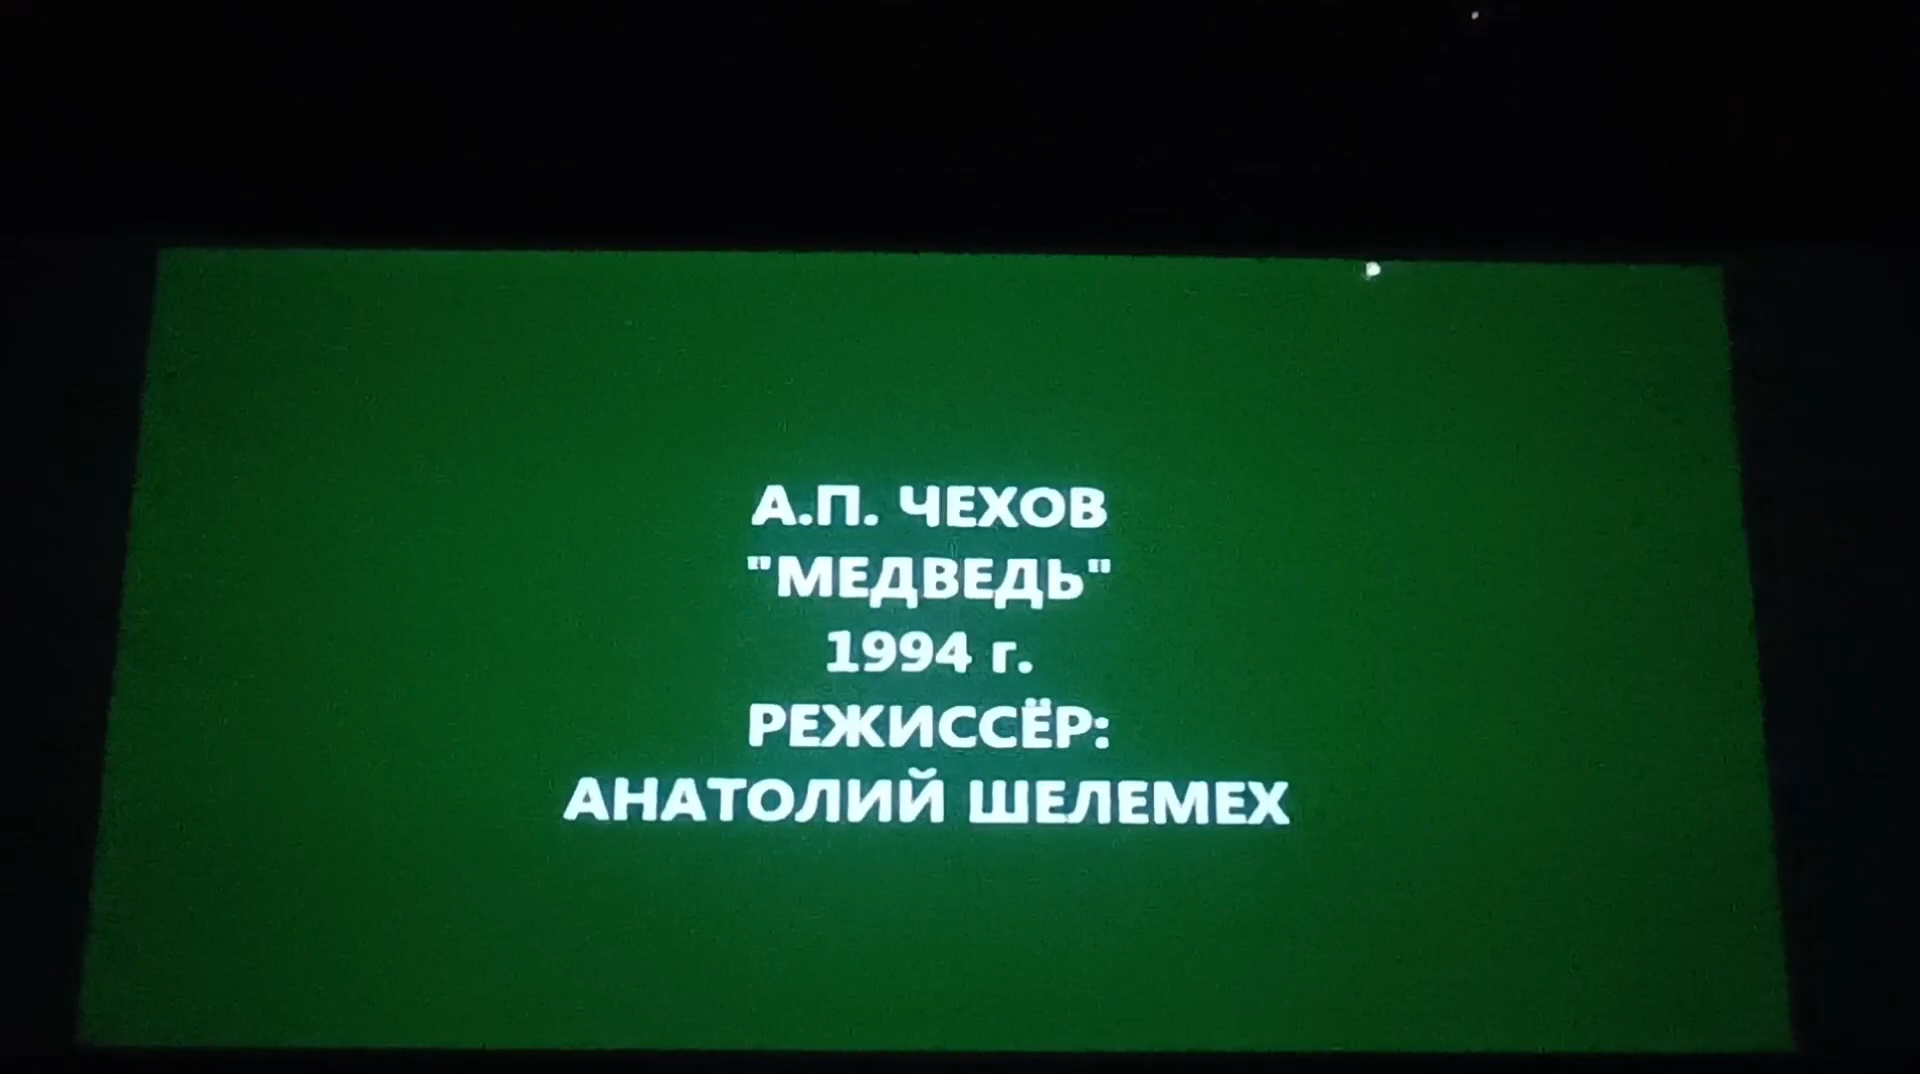 А.П. ЧЕХОВ
"МЕДВЕДЬ"
1994 г.
РЕЖИССЁР:
АНАТОЛИЙ ШЕЛЕМЕХ